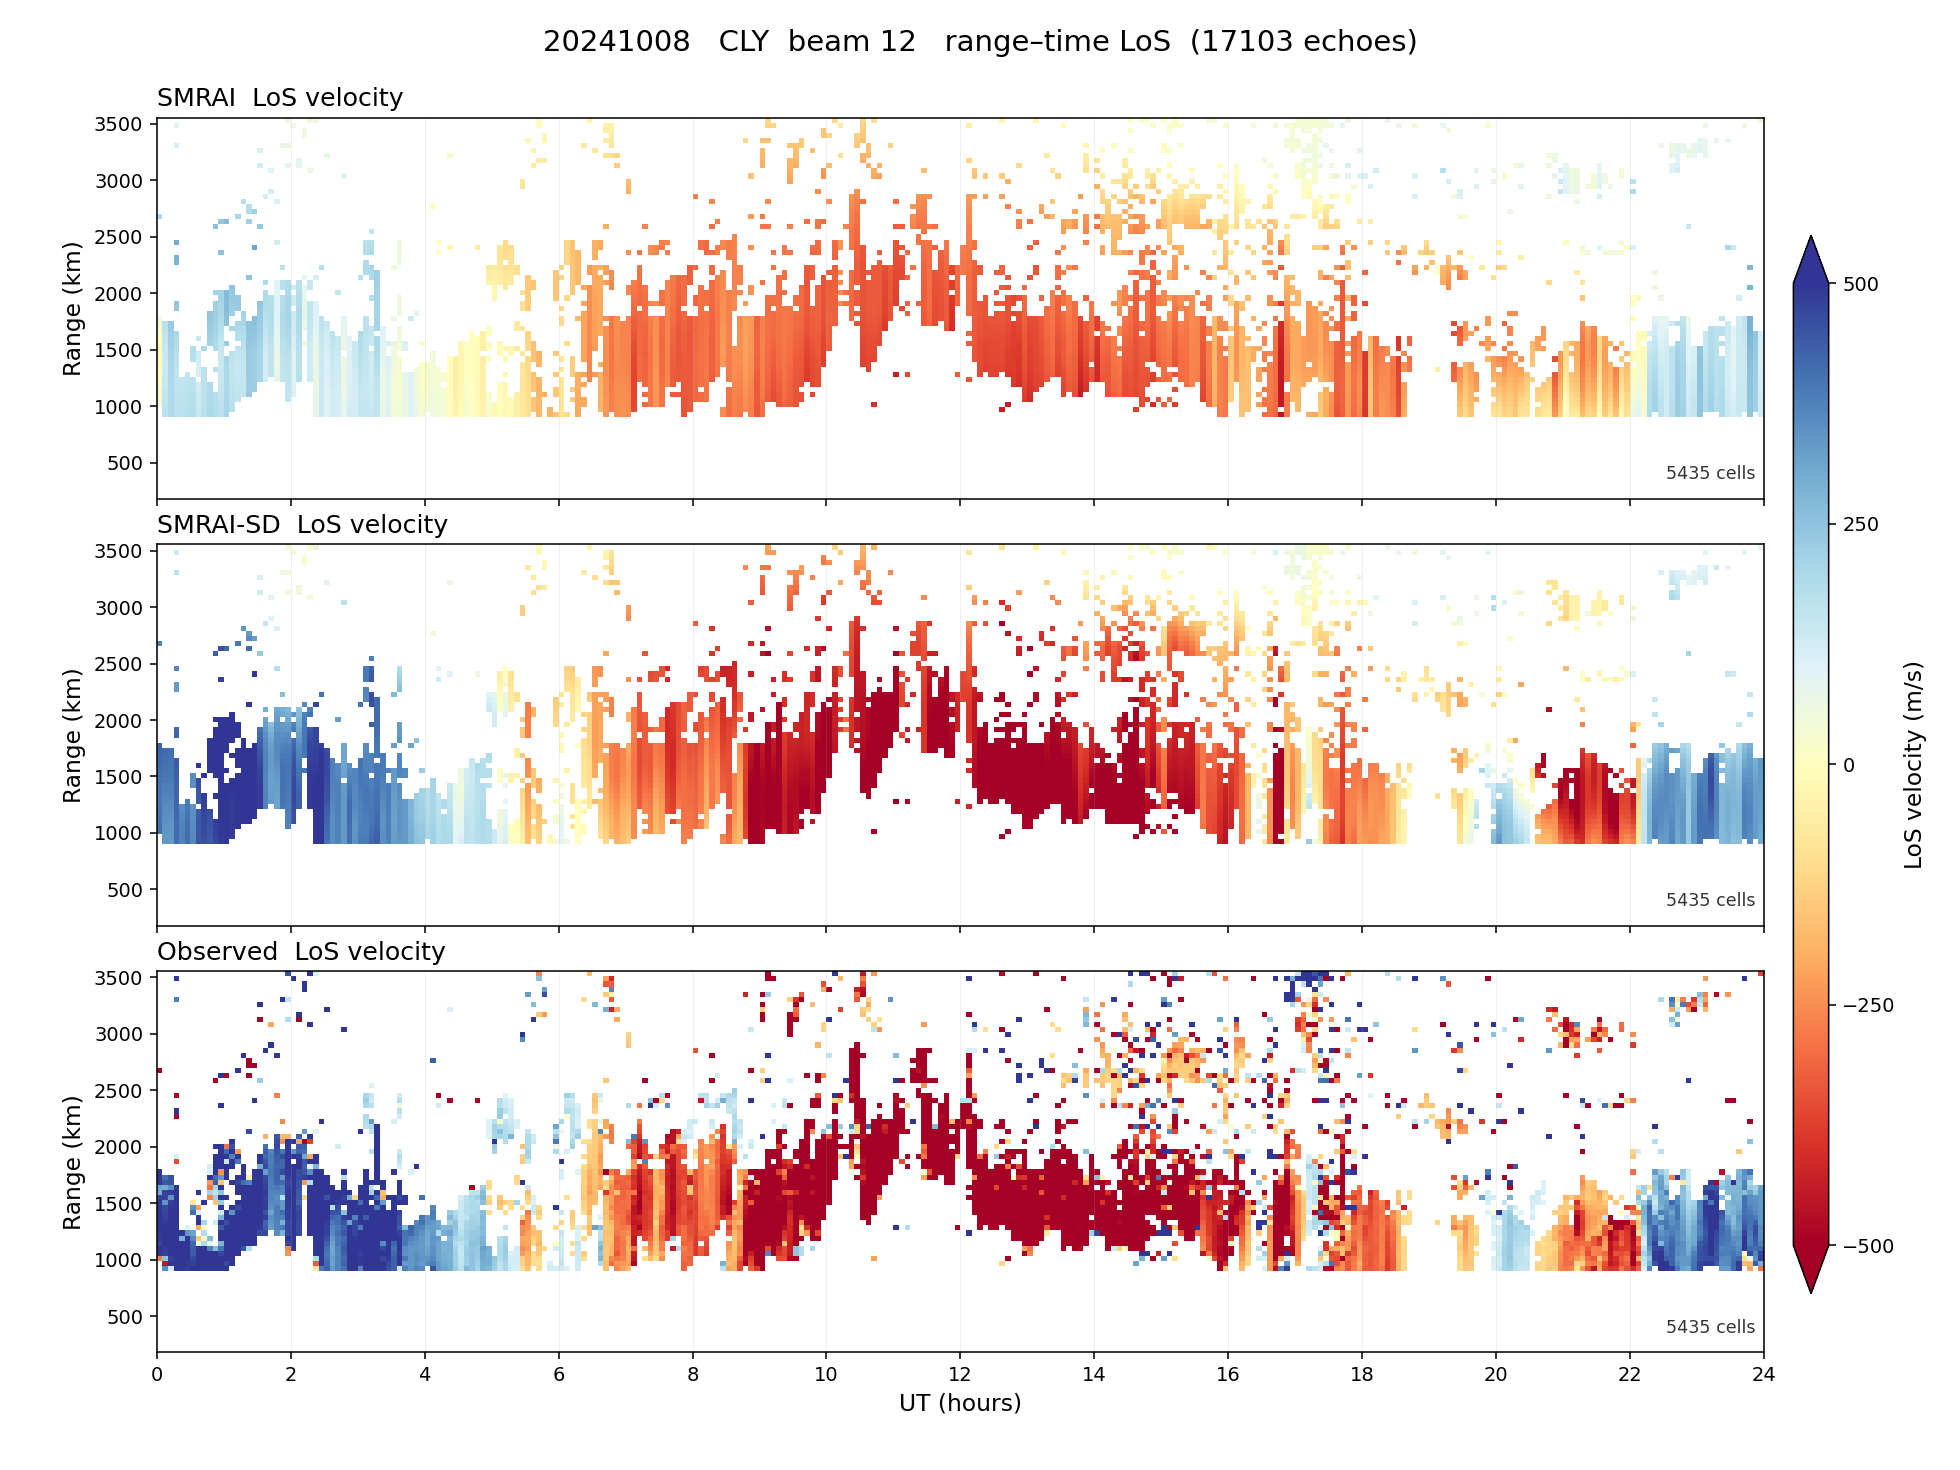 20241008   CLY  beam 12   range–time LoS  (17103 echoes)
SMRAI  LoS velocity
3500
3000
2500
2000
1500
1000
500
Range (km)
5435 cells
SMRAI-SD  LoS velocity
3500
3000
2500
2000
1500
1000
500
Range (km)
5435 cells
Observed  LoS velocity
3500
3000
2500
2000
1500
1000
500
Range (km)
5435 cells
0 2 4 6 8 10 12 14 16 18 20 22 24
UT (hours)
500
250
0
−250
−500
LoS velocity (m/s)